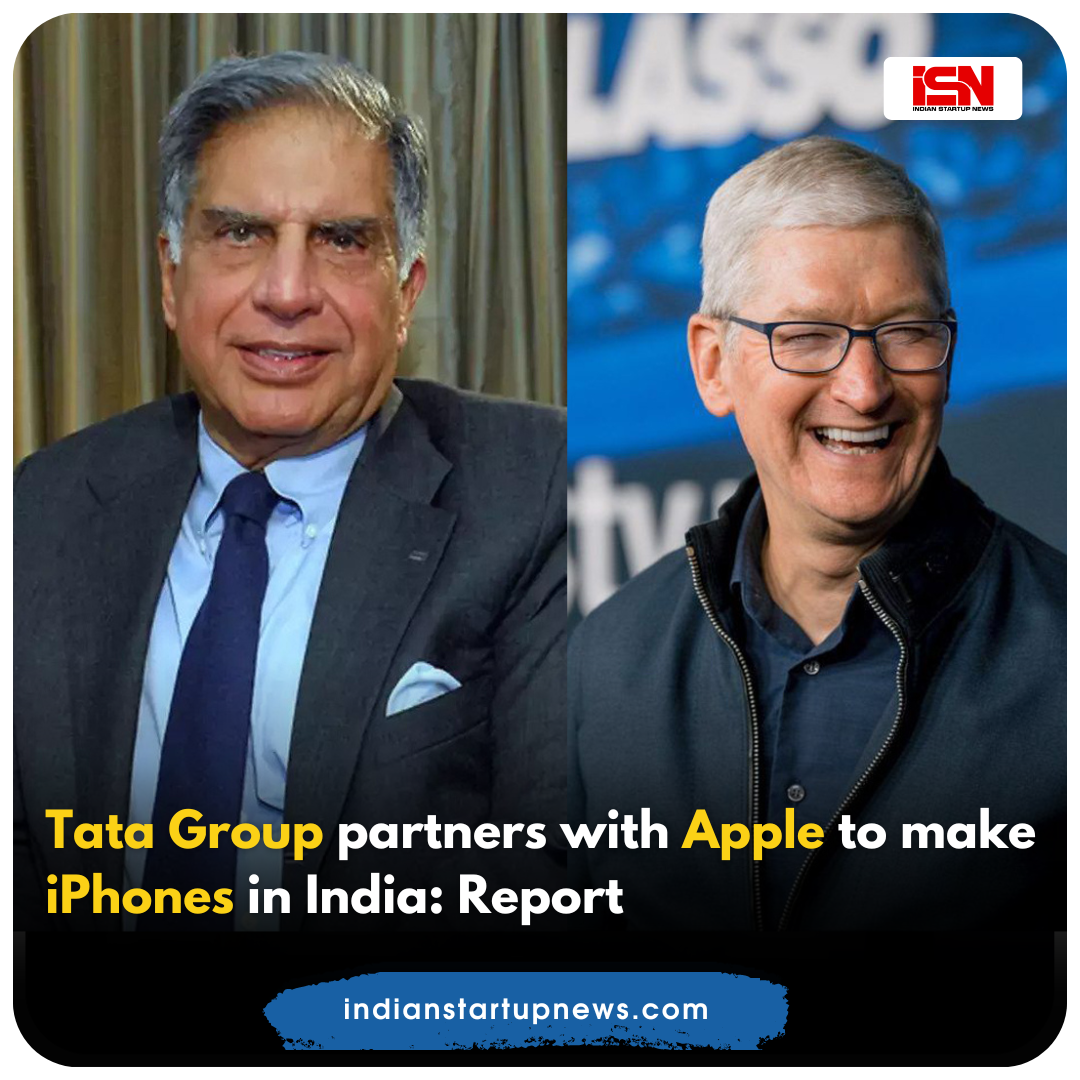 LASSO
iSN
INDIAN STARTUP NEWS
Tata Group partners with Apple to make
iPhones in India: Report
indianstartupnews.com